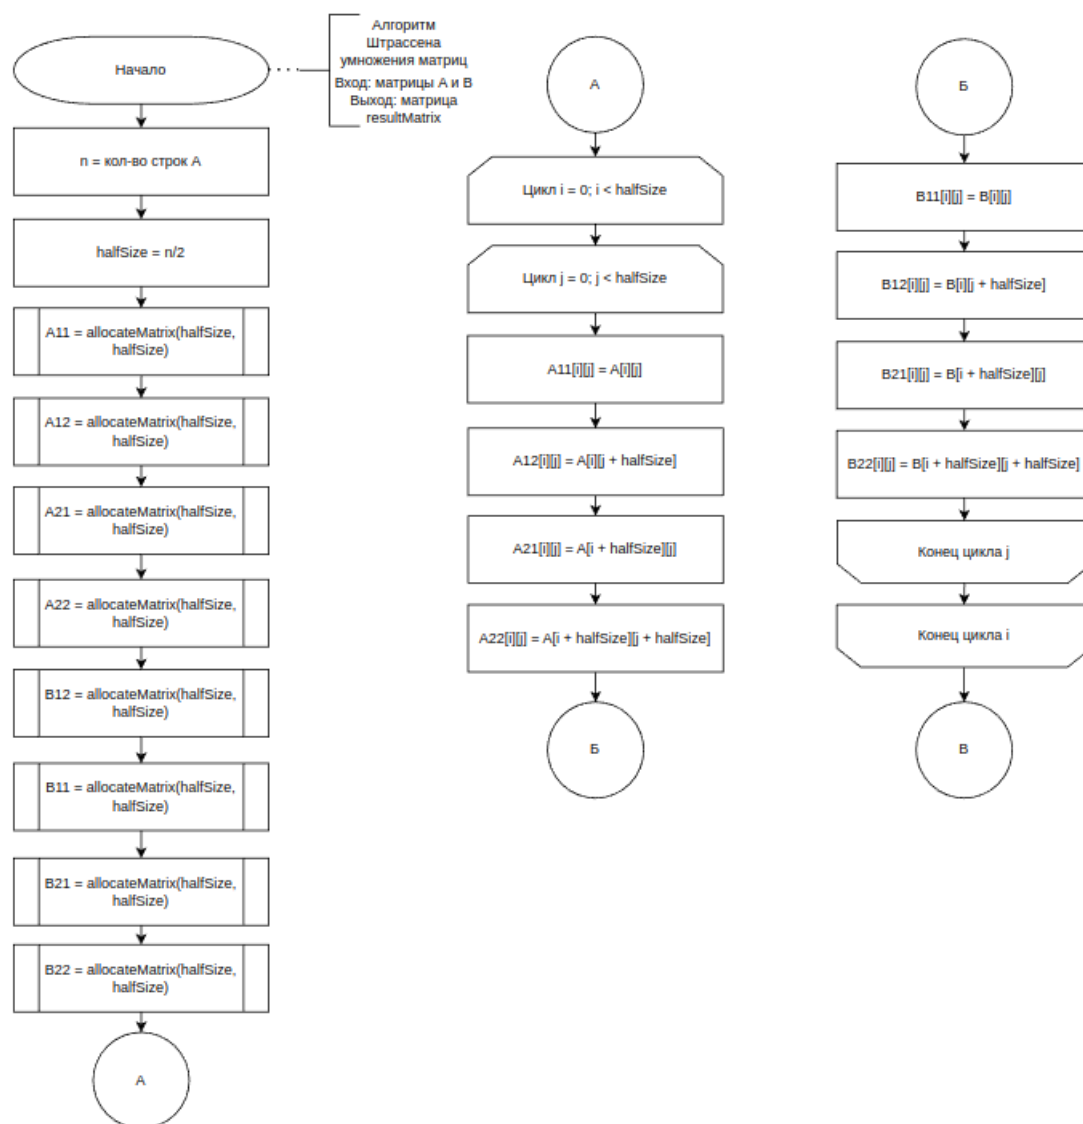 Начало
Алгоритм
Штрассена
умножения матриц
Вход: матрицы A и B
Выход: матрица
resultMatrix
n = кол-во строк A
halfSize = n/2
A11 = allocateMatrix(halfSize,
halfSize)
A12 = allocateMatrix(halfSize,
halfSize)
A21 = allocateMatrix(halfSize,
halfSize)
A22 = allocateMatrix(halfSize,
halfSize)
B12 = allocateMatrix(halfSize,
halfSize)
B11 = allocateMatrix(halfSize,
halfSize)
B21 = allocateMatrix(halfSize,
halfSize)
B22 = allocateMatrix(halfSize,
halfSize)
А
А
Цикл i = 0; i < halfSize
Цикл j = 0; j < halfSize
A11[i][j] = A[i][j]
A12[i][j] = A[i][j + halfSize]
A21[i][j] = A[i + halfSize][j]
A22[i][j] = A[i + halfSize][j + halfSize]
Б
Б
B11[i][j] = B[i][j]
B12[i][j] = B[i][j + halfSize]
B21[i][j] = B[i + halfSize][j]
B22[i][j] = B[i + halfSize][j + halfSize]
Конец цикла j
Конец цикла i
В